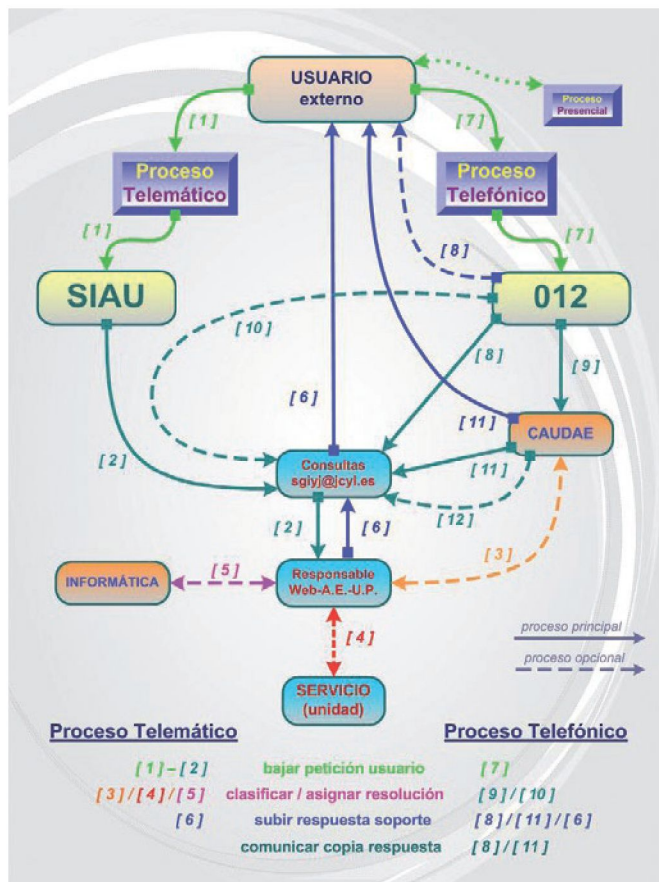 USUARIO
externo
Proceso
Presencial
[ 1 ]
[ 7 ]
Proceso
Telemático
Proceso
Telefónico
[ 1 ]
[ 7 ]
[ 8 ]
SIAU
012
[ 10 ]
[ 8 ]
[ 9 ]
[ 6 ]
[ 11 ]
CAUDAE
[ 2 ]
Consultas
sgiyj@jcyl.es
[ 11 ]
[ 12 ]
[ 2 ]
[ 6 ]
[ 3 ]
INFORMÁTICA
[ 5 ]
Responsable
Web-A.E.-U.P.
[ 4 ]
proceso principal
proceso opcional
SERVICIO
(unidad)
Proceso Telemático
Proceso Telefónico
[ 1 ] – [ 2 ] bajar petición usuario [ 7 ]
[ 3 ] / [ 4 ] / [ 5 ] clasificar / asignar resolución [ 9 ] / [ 10 ]
[ 6 ] subir respuesta soporte [ 8 ] / [ 11 ] / [ 6 ]
comunicar copia respuesta [ 8 ] / [ 11 ]